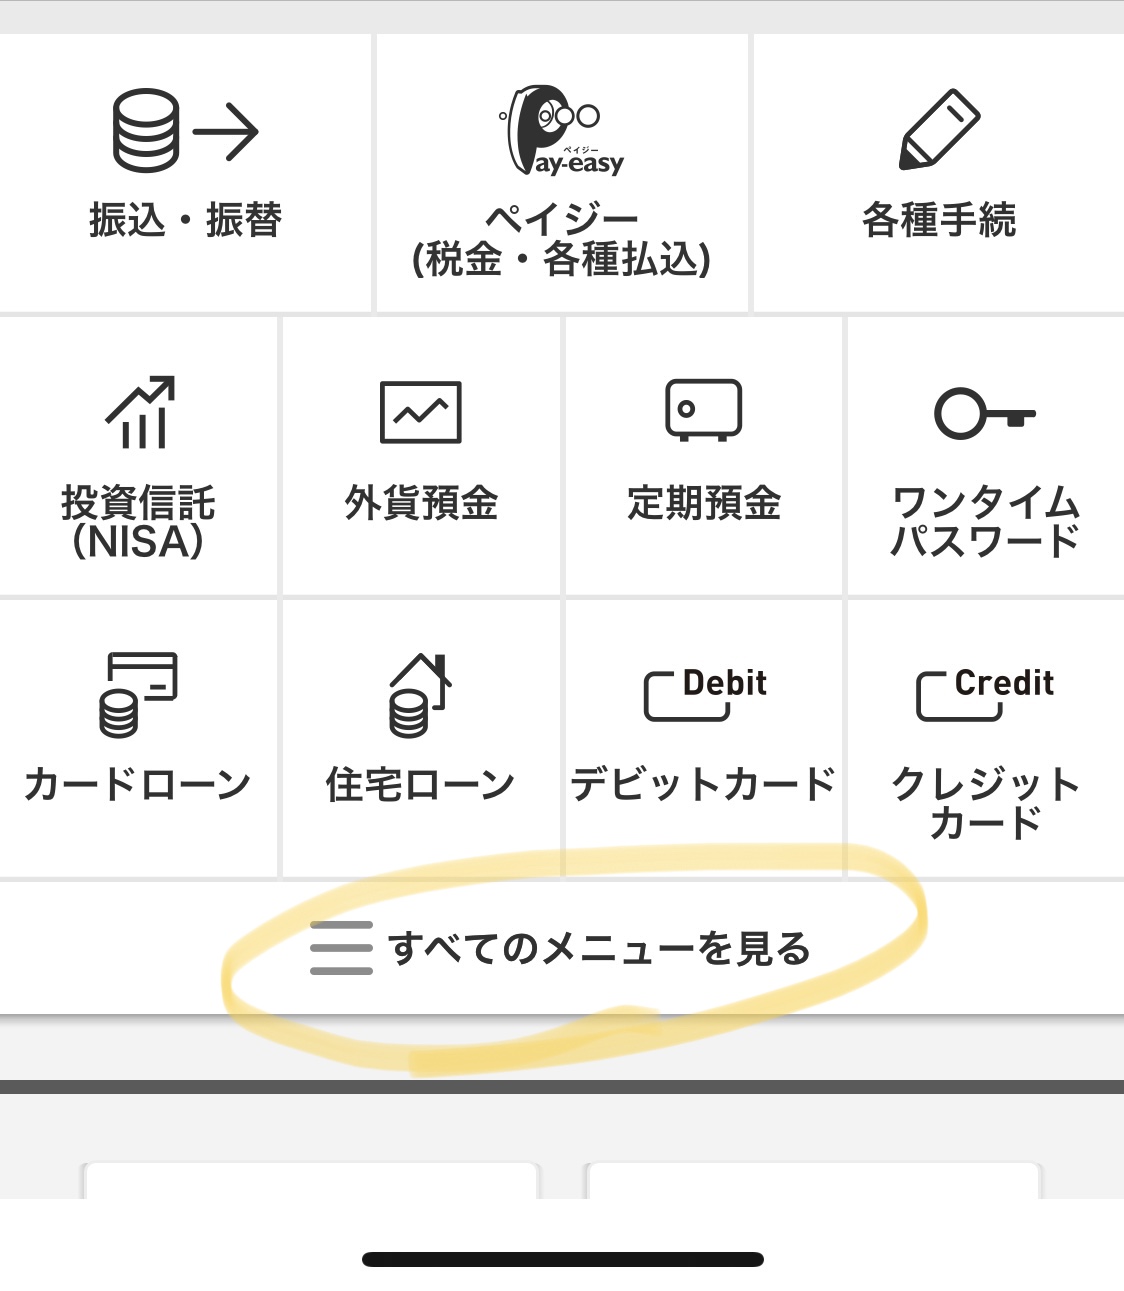 ペイジー
ay-easy
振込・振替
ペイジー
(税金・各種払込)
各種手続
投資信託
(NISA)
外貨預金
定期預金
ワンタイム
パスワード
Debit
Credit
カードローン
住宅ローン
デビットカード
クレジット
カード
すべてのメニューを見る